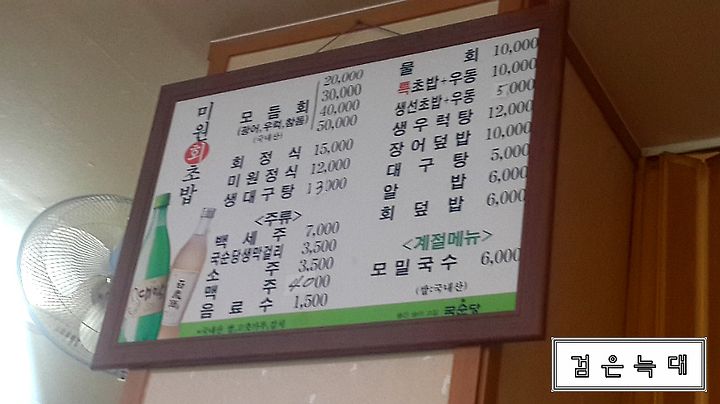 미원회초밥
모듬회 20,000
(광어,우럭,참돔) 30,000
(국내산) 40,000
50,000
회정식 15,000
미원정식 12,000
생대구탕 13000
<주류>
백세주 7,000
국순당생막걸리 3,500
소주 3,500
맥주 4000
음료수 1,500
물회 10,000
특초밥+우동 10,000
생선초밥+우동
생우럭탕 12,000
장어덮밥 10,000
대구탕 5,000
알밥 6,000
회덮밥 6,000
<계절메뉴>
모밀국수 6,000
(쌀:국내산)
국순당
검은늑대